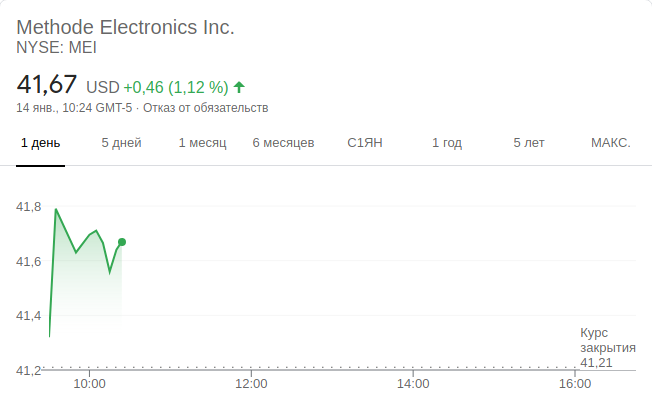 Methode Electronics Inc.
NYSE: MEI
41,67 USD +0,46 (1,12 %)
14 янв., 10:24 GMT-5 · Отказ от обязательств
1 день 5 дней 1 месяц 6 месяцев С1ЯН 1 год 5 лет МАКС.
41,8
41,6
41,4
Курс
закрытия
41,21
41,2
10:00 12:00 14:00 16:00